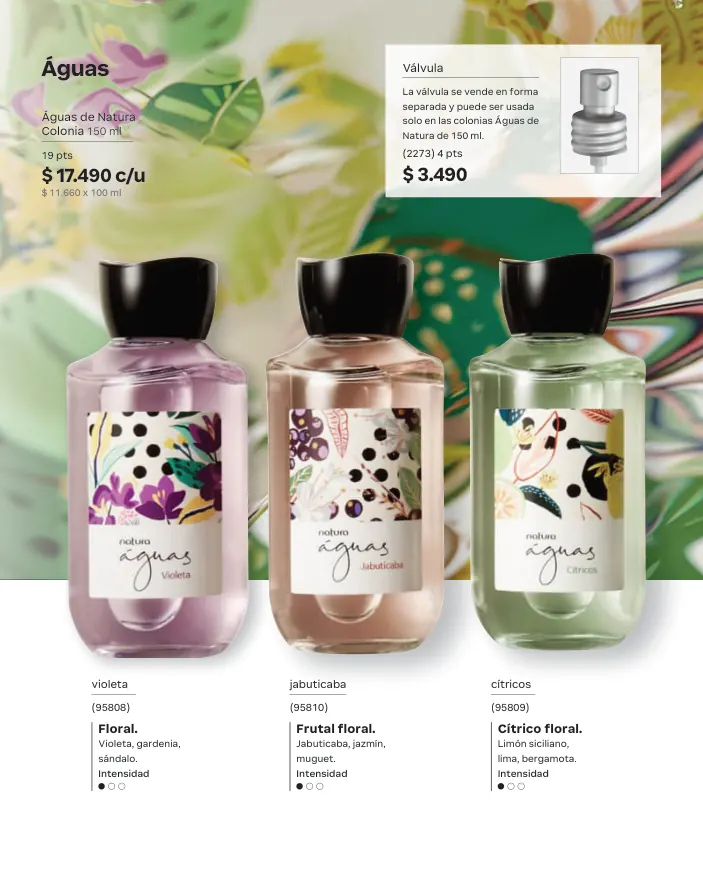 Águas
Águas de Natura
Colonia 150 ml
19 pts
$ 17.490 c/u
$ 11.660 x 100 ml
Válvula
La válvula se vende en forma
separada y puede ser usada
solo en las colonias Águas de
Natura de 150 ml.
(2273) 4 pts
$ 3.490
natura
águas
Violeta
natura
águas
Jabuticaba
natura
águas
Cítricos
violeta
(95808)
Floral.
Violeta, gardenia,
sándalo.
Intensidad
jabuticaba
(95810)
Frutal floral.
Jabuticaba, jazmín,
muguet.
Intensidad
cítricos
(95809)
Cítrico floral.
Limón siciliano,
lima, bergamota.
Intensidad